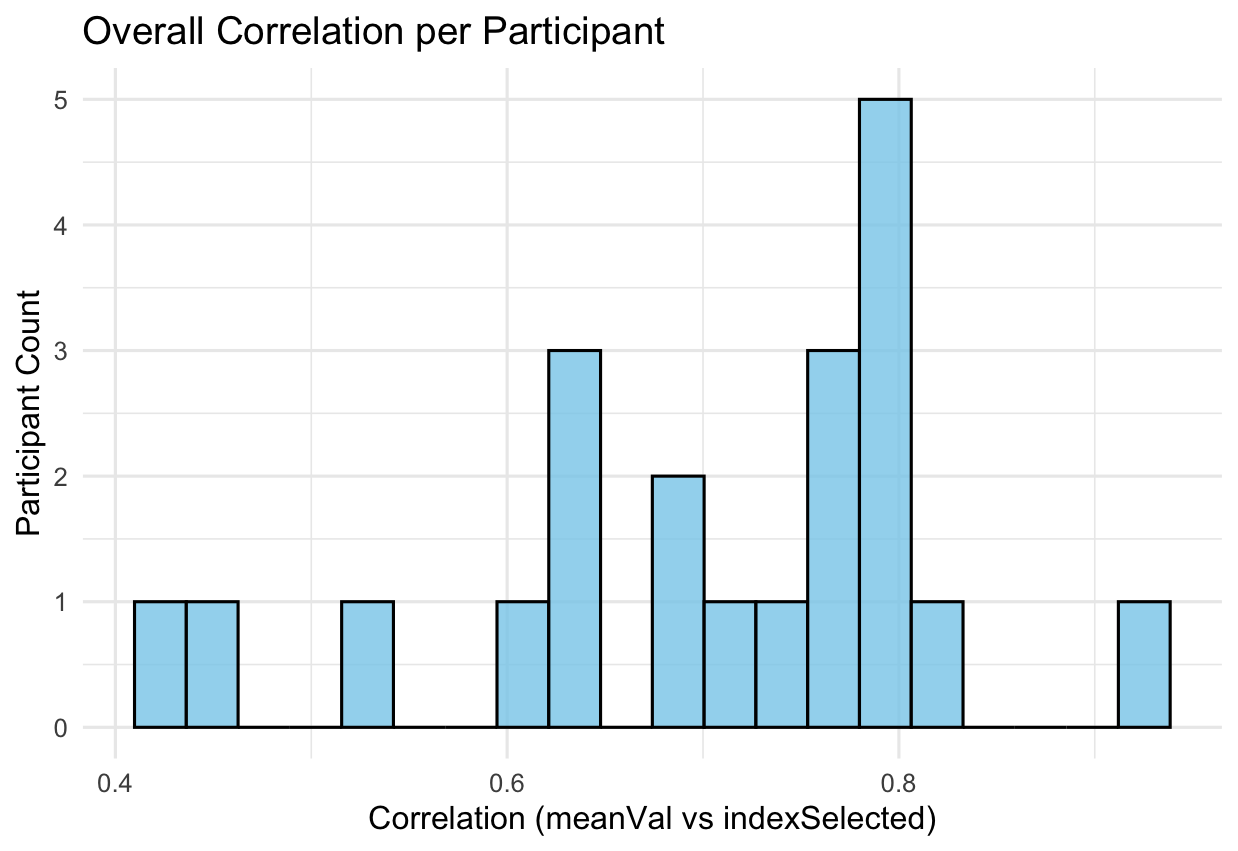 Overall Correlation per Participant
Participant Count
5
4
3
2
1
0
0.4 0.6 0.8
Correlation (meanVal vs indexSelected)